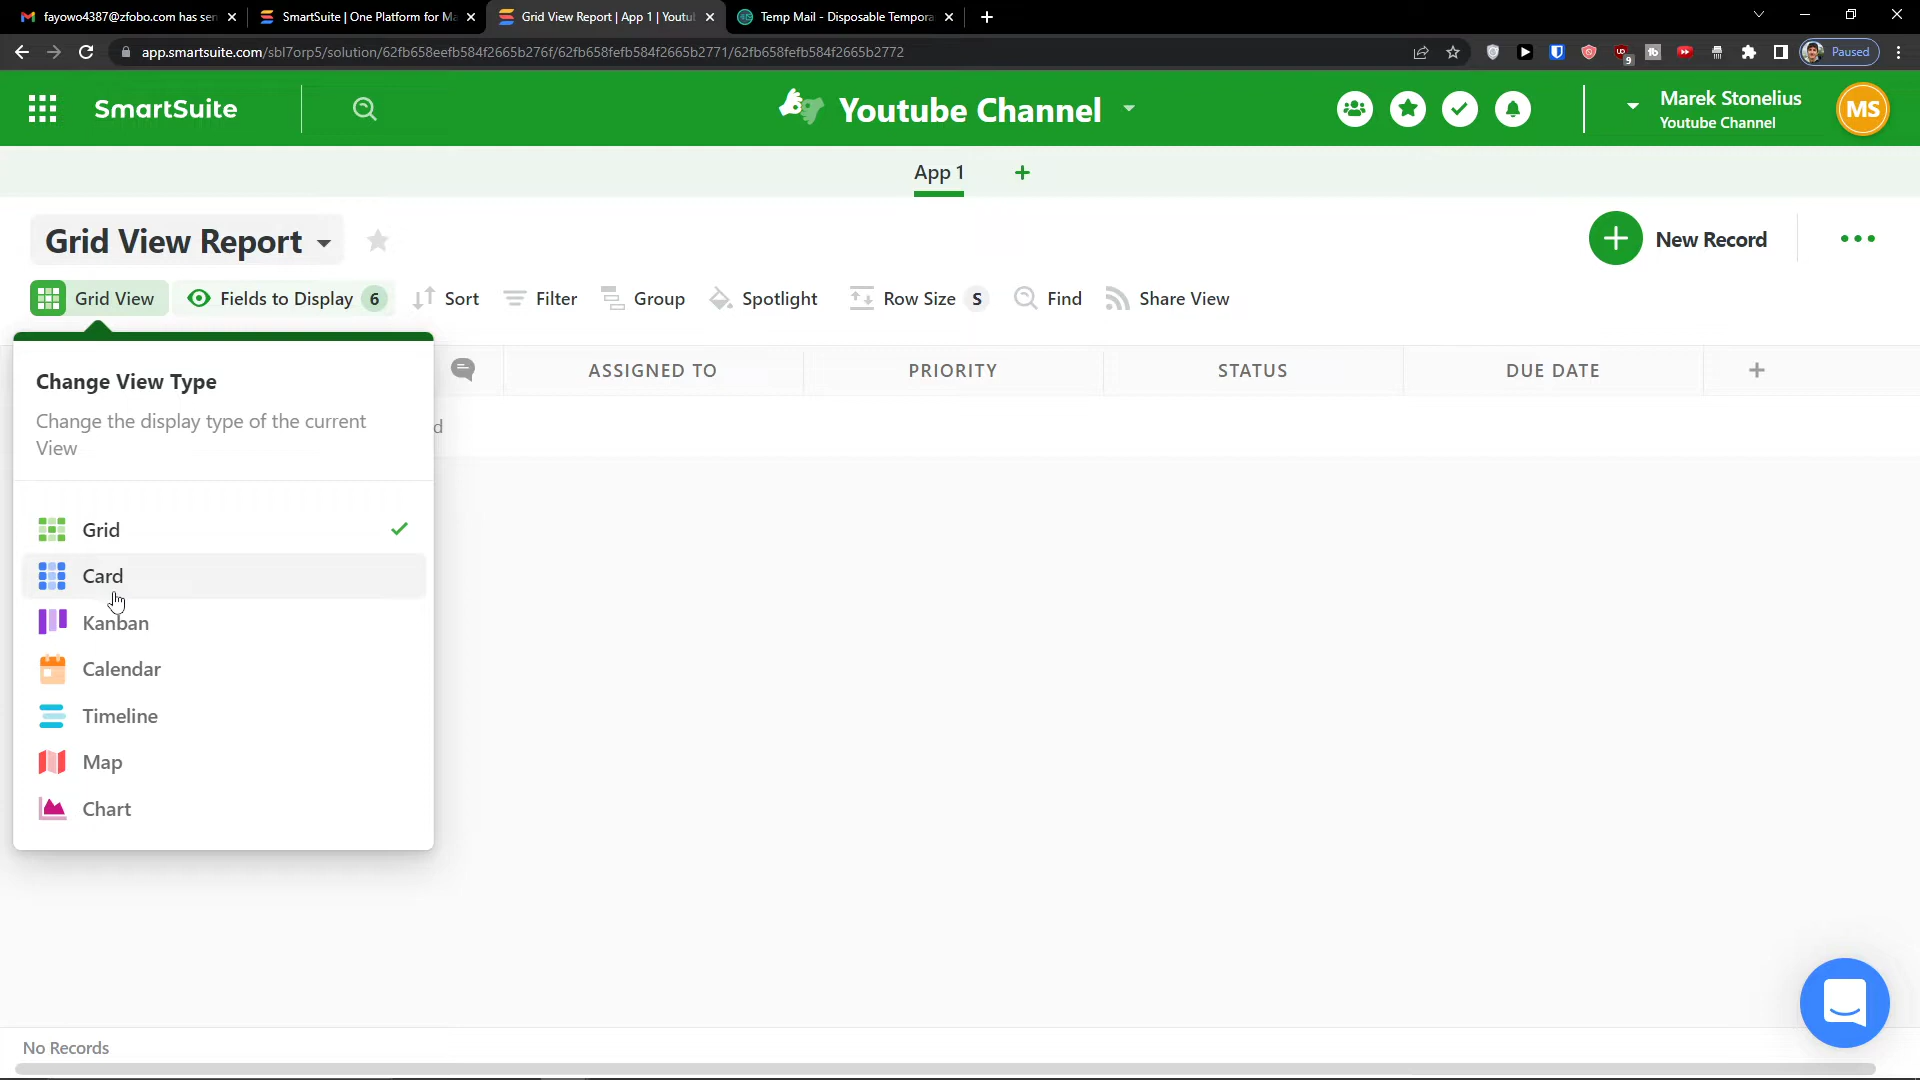 fayowo4387@zfobo.com has sen
SmartSuite | One Platform for Ma
Grid View Report | App 1 | Youtu
Temp Mail - Disposable Tempora
app.smartsuite.com/sbl7orp5/solution/62fb658eefb584f2665b276f/62fb658fefb584f2665b2771/62fb658fefb584f2665b2772
9
Paused
SmartSuite
Youtube Channel
Marek Stonelius
Youtube Channel
MS
App 1
Grid View Report
New Record
Grid View
Fields to Display 6
Sort
Filter
Group
Spotlight
Row Size S
Find
Share View
ASSIGNED TO
PRIORITY
STATUS
DUE DATE
d
Change View Type
Change the display type of the current
View
Grid
Card
Kanban
Calendar
Timeline
Map
Chart
No Records